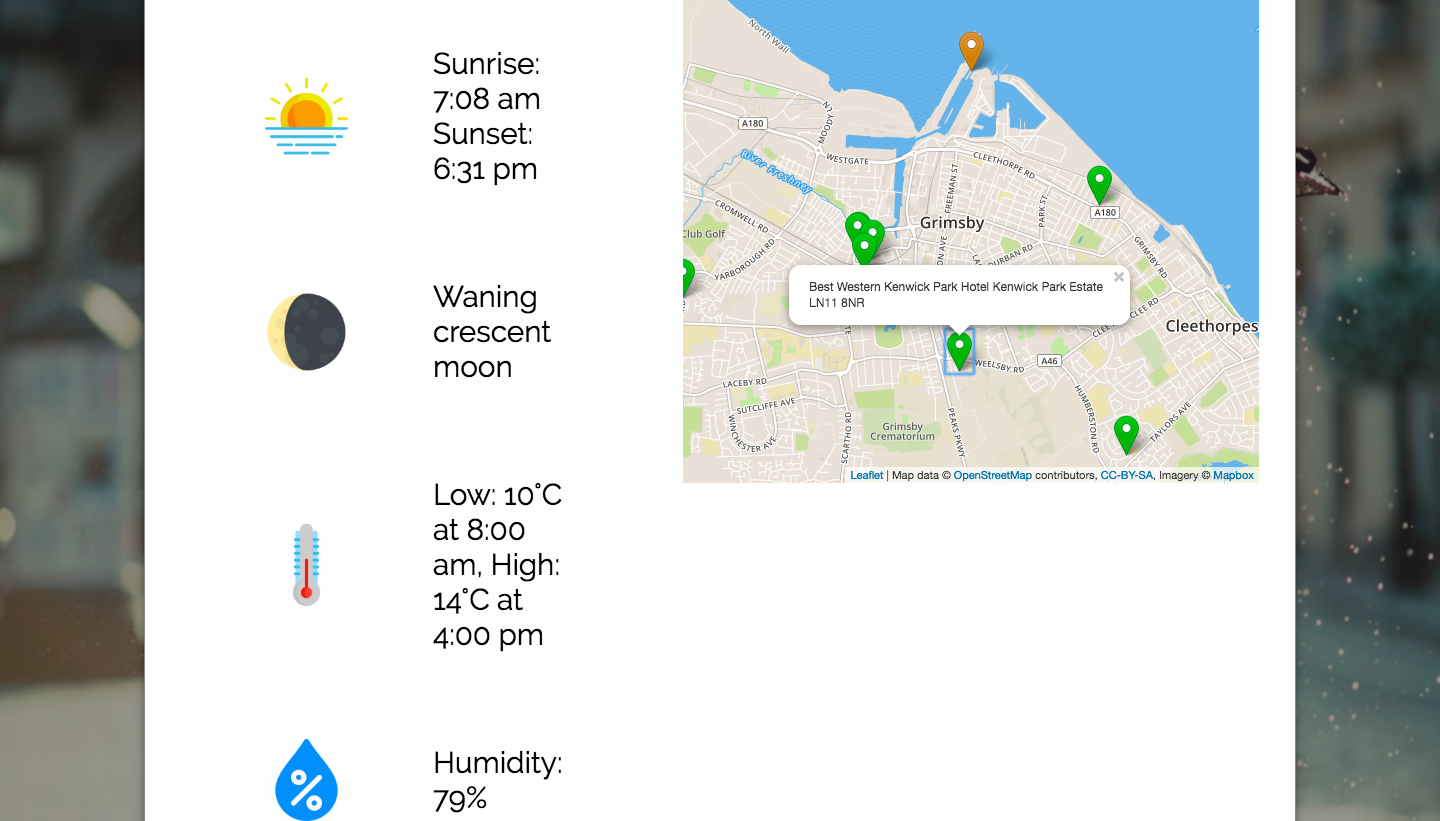 Sunrise:
7:08 am
Sunset:
6:31 pm
Waning
crescent
moon
Low: 10°C
at 8:00
am, High:
14°C at
4:00 pm
Humidity:
79%
North Wall
A180
MOODY LN
WESTGATE
River Freshney
CLEETHORPE RD
FREEMAN ST
PARK ST
A180
CROMWELL RD
Club Golf
YARBOROUGH RD
Grimsby
DURBAN RD
GRIMSBY RD
Best Western Kenwick Park Hotel Kenwick Park Estate
LN11 8NR
×
Cleethorpes
WEELSBY RD
A46
LACEBY RD
SUTCLIFFE AVE
WINCHESTER AVE
SCARTHO RD
Grimsby
Crematorium
PEAKS PKWY
HUMBERSTON RD
TAYLORS AVE
Leaflet | Map data © OpenStreetMap contributors, CC-BY-SA, Imagery © Mapbox